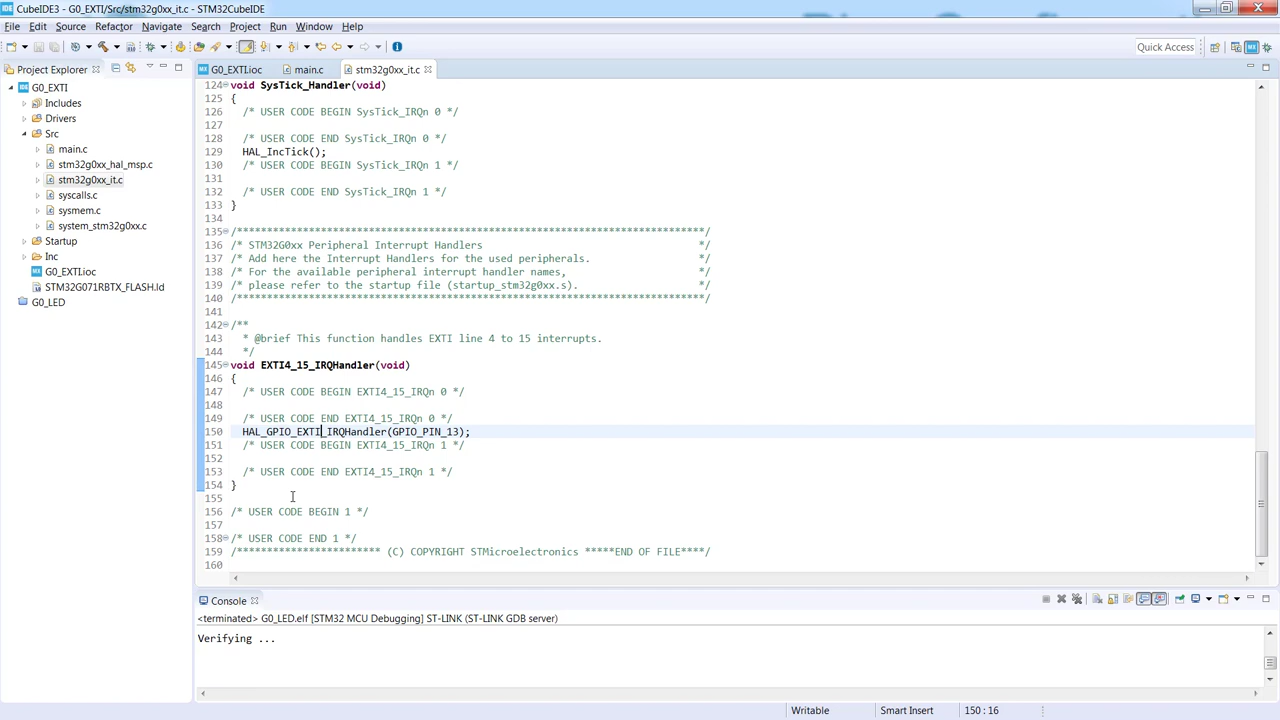 CubeIDE3 - G0_EXTI/Src/stm32g0xx_it.c - STM32CubeIDE
File Edit Source Refactor Navigate Search Project Run Window Help
Quick Access
Project Explorer
G0_EXTI.ioc main.c stm32g0xx_it.c
G0_EXTI
Includes
Drivers
Src
main.c
stm32g0xx_hal_msp.c
stm32g0xx_it.c
syscalls.c
sysmem.c
system_stm32g0xx.c
Startup
Inc
G0_EXTI.ioc
STM32G071RBTX_FLASH.ld
G0_LED
124 void SysTick_Handler(void)
125 {
126 /* USER CODE BEGIN SysTick_IRQn 0 */
127
128 /* USER CODE END SysTick_IRQn 0 */
129 HAL_IncTick();
130 /* USER CODE BEGIN SysTick_IRQn 1 */
131
132 /* USER CODE END SysTick_IRQn 1 */
133 }
134
135 /******************************************************************************/
136 /* STM32G0xx Peripheral Interrupt Handlers */
137 /* Add here the Interrupt Handlers for the used peripherals. */
138 /* For the available peripheral interrupt handler names, */
139 /* please refer to the startup file (startup_stm32g0xx.s). */
140 /******************************************************************************/
141
142 /**
143 * @brief This function handles EXTI line 4 to 15 interrupts.
144 */
145 void EXTI4_15_IRQHandler(void)
146 {
147 /* USER CODE BEGIN EXTI4_15_IRQn 0 */
148
149 /* USER CODE END EXTI4_15_IRQn 0 */
150 HAL_GPIO_EXTI_IRQHandler(GPIO_PIN_13);
151 /* USER CODE BEGIN EXTI4_15_IRQn 1 */
152
153 /* USER CODE END EXTI4_15_IRQn 1 */
154 }
155
156 /* USER CODE BEGIN 1 */
157
158 /* USER CODE END 1 */
159 /************************ (C) COPYRIGHT STMicroelectronics *****END OF FILE****/
160
Console
<terminated> G0_LED.elf [STM32 MCU Debugging] ST-LINK (ST-LINK GDB server)
Verifying ...
Writable Smart Insert 150 : 16